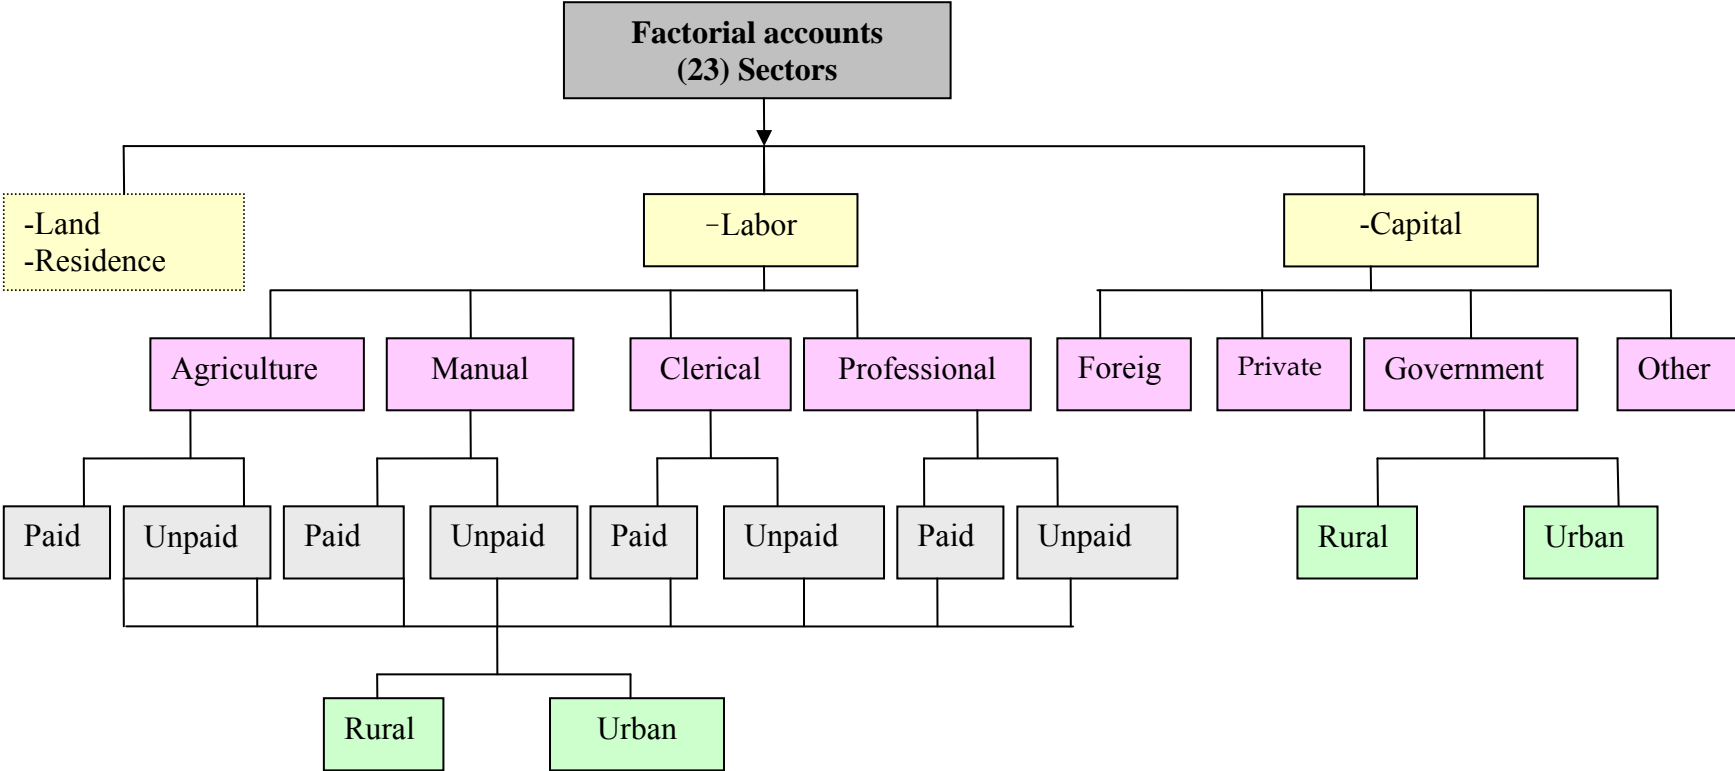 Factorial accounts
(23) Sectors
-Land
-Residence
-Labor
-Capital
Agriculture
Manual
Clerical
Professional
Foreig
Private
Government
Other
Paid
Unpaid
Paid
Unpaid
Paid
Unpaid
Paid
Unpaid
Rural
Urban
Rural
Urban